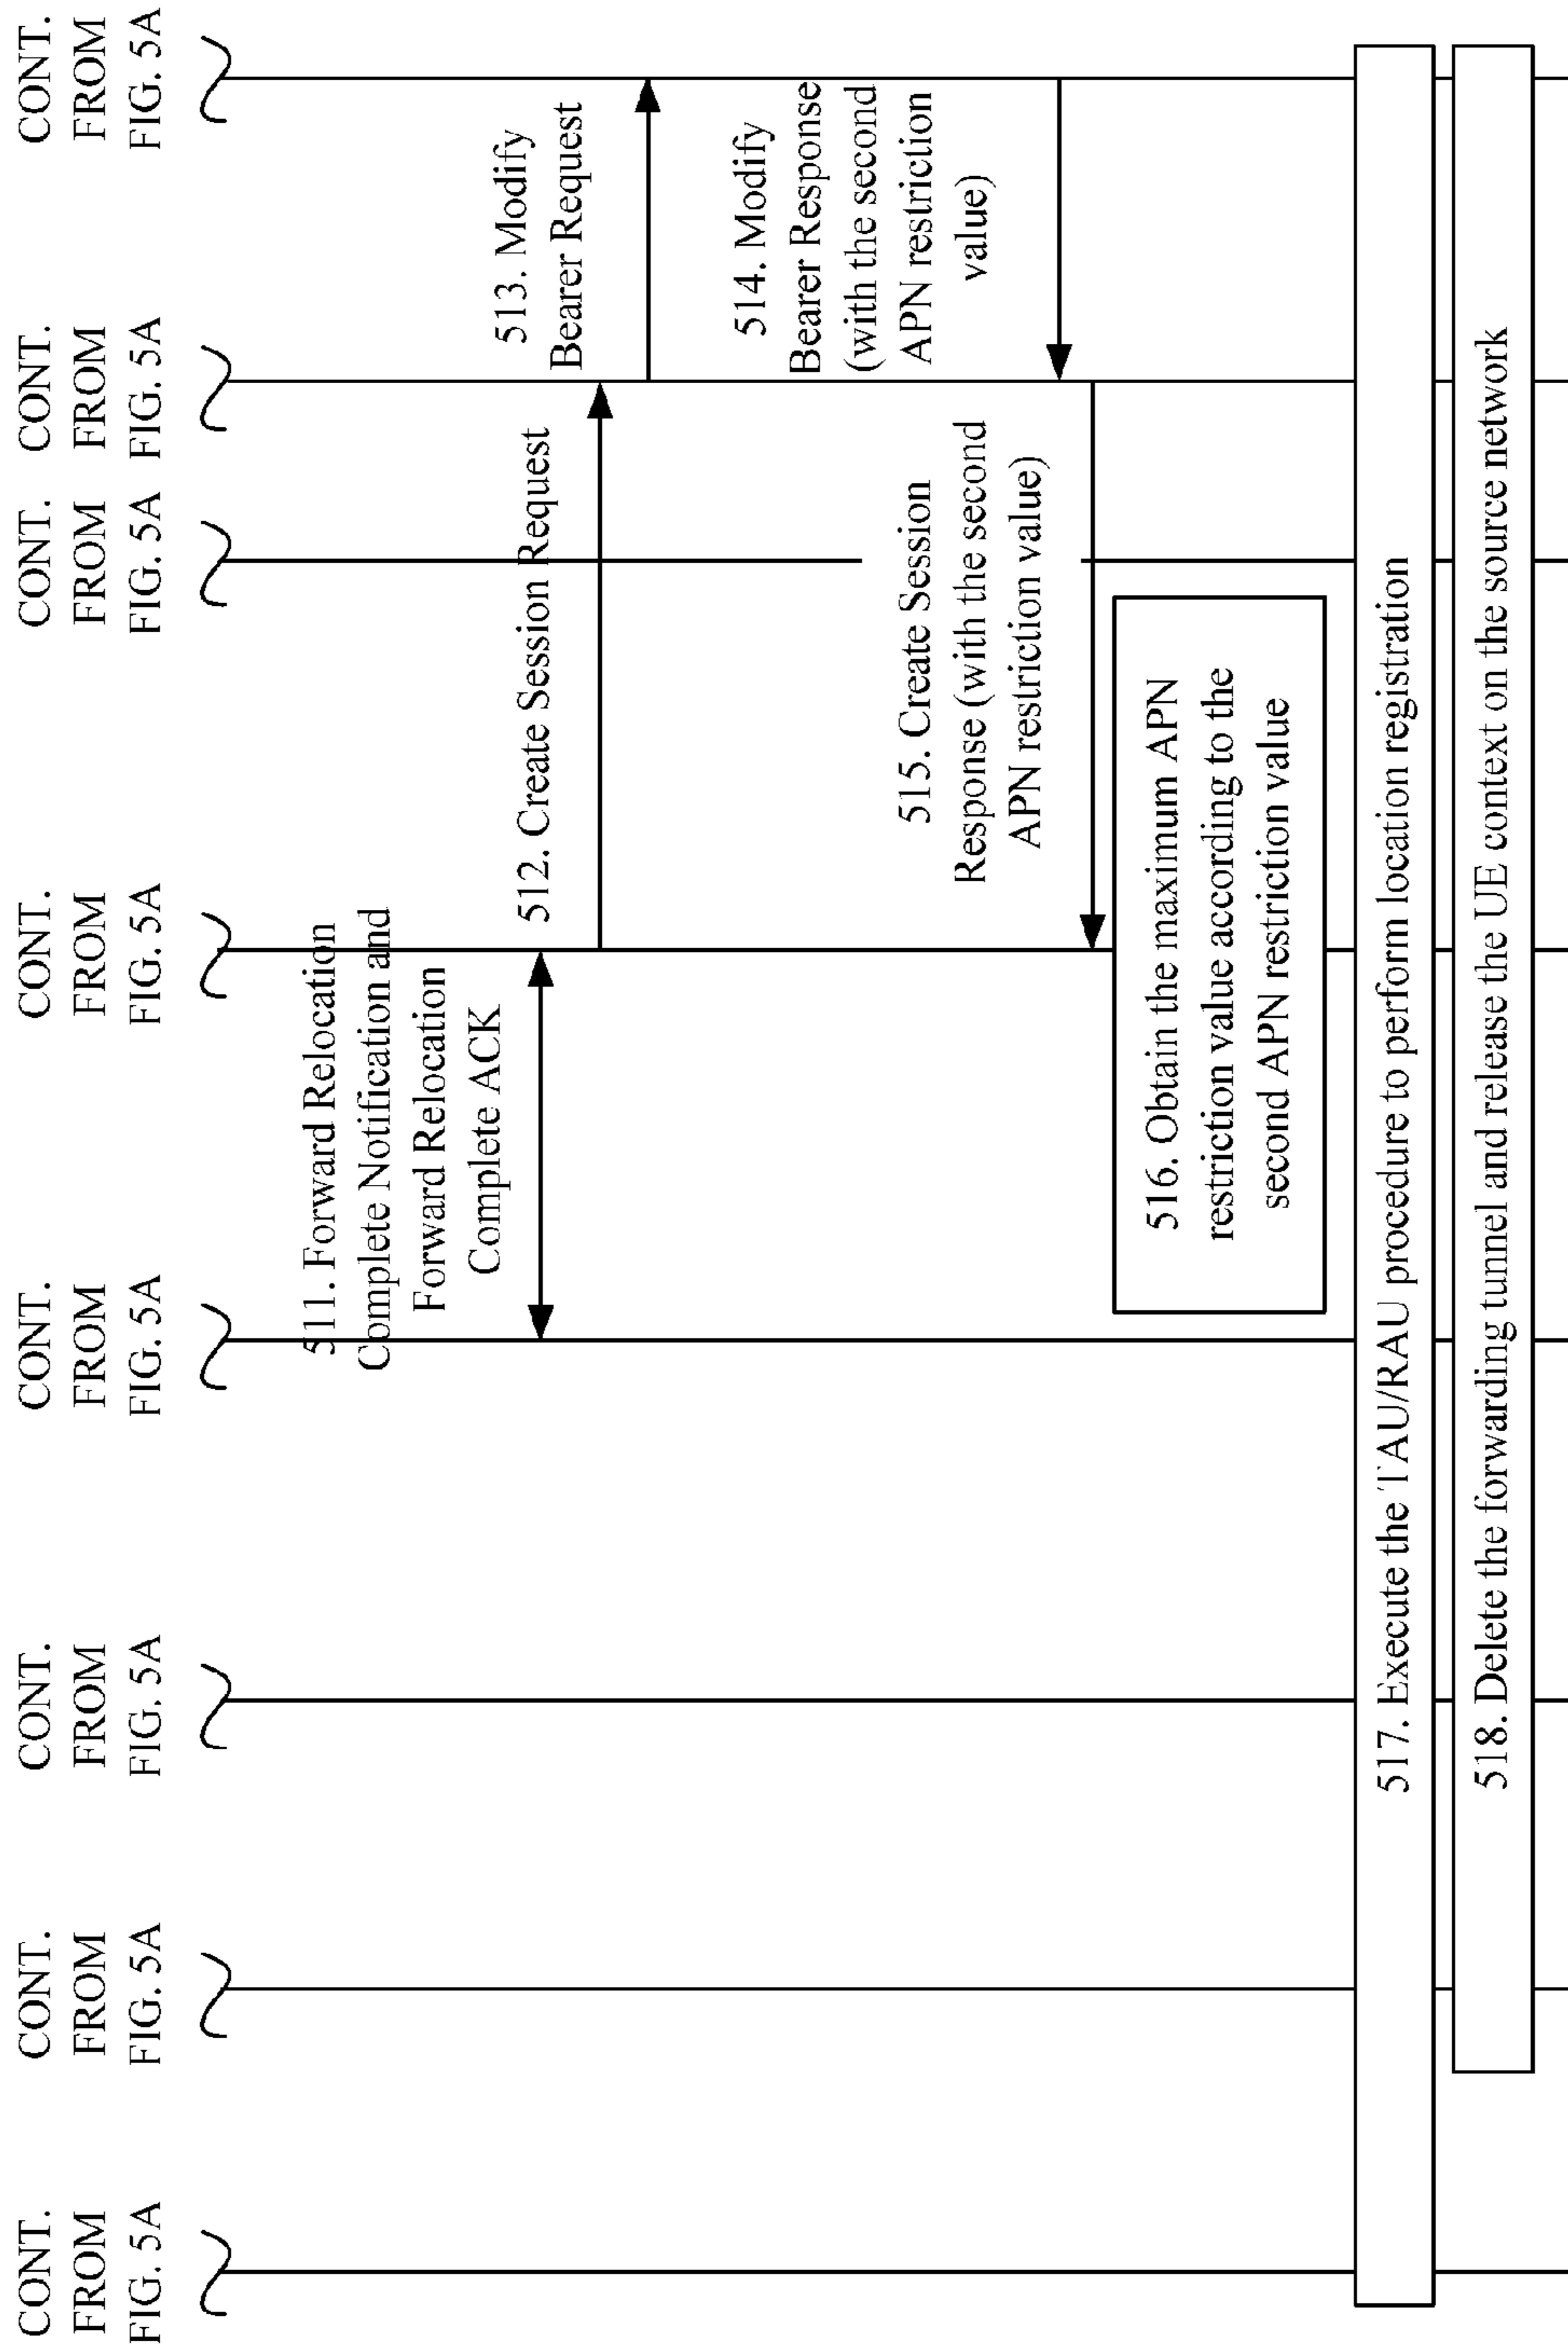 CONT.
FROM
FIG. 5A
CONT.
FROM
FIG. 5A
CONT.
FROM
FIG. 5A
CONT.
FROM
FIG. 5A
CONT.
FROM
FIG. 5A
CONT.
FROM
FIG. 5A
CONT.
FROM
FIG. 5A
CONT.
FROM
FIG. 5A
511. Forward Relocation
Complete Notification and
Forward Relocation
Complete ACK
512. Create Session Request
513. Modify
Bearer Request
514. Modify
Bearer Response
(with the second
APN restriction
value)
515. Create Session
Response (with the second
APN restriction value)
516. Obtain the maximum APN
restriction value according to the
second APN restriction value
517. Execute the TAU/RAU procedure to perform location registration
518. Delete the forwarding tunnel and release the UE context on the source network